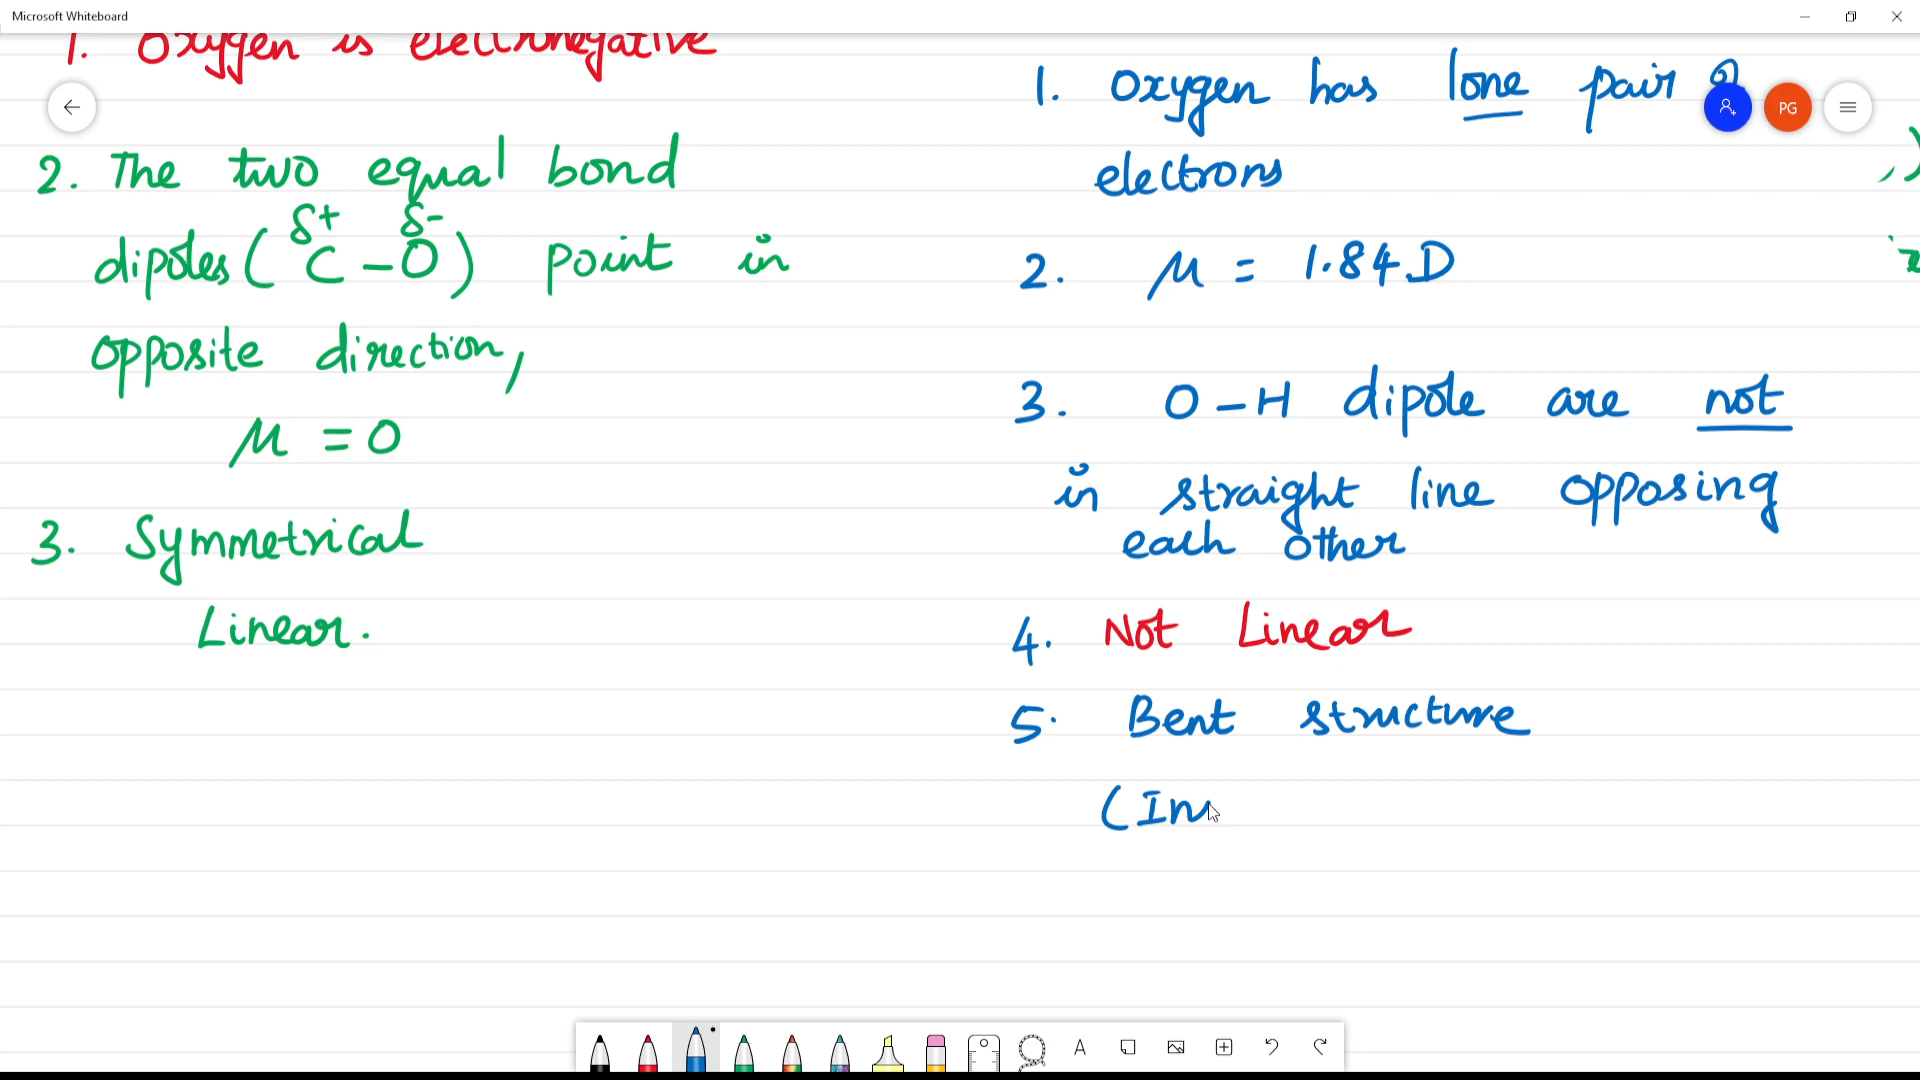 Microsoft Whiteboard
1. Oxygen is electronegative
2. The two equal bond
δ+ δ-
dipoles ( C – O ) point in
opposite direction,
μ = 0
3. Symmetrical
Linear.
1. Oxygen has lone pair
electrons
2. μ = 1.84 D
3. O – H dipole are not
in straight line opposing
each other
4. Not Linear
5. Bent structure
(In
PG
A